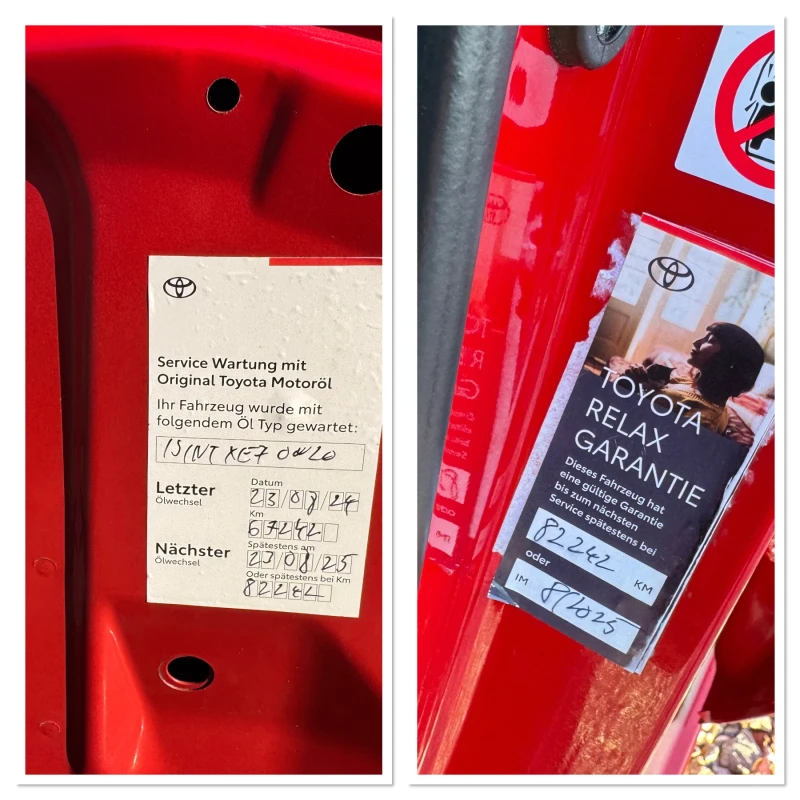 Service Wartung mit
Original Toyota Motoröl
Ihr Fahrzeug wurde mit
folgendem Öl Typ gewartet:
0W20
Letzter
Ölwechsel
Datum
23/08/24
Km
67242
Nächster
Ölwechsel
Spätestens am
23/08/25
Oder spätestens bei Km
82242
TOYOTA
RELAX
GARANTIE
Dieses Fahrzeug hat
eine gültige Garantie
bis zum nächsten
Service spätestens bei
82242 KM
oder
IM 8/2025